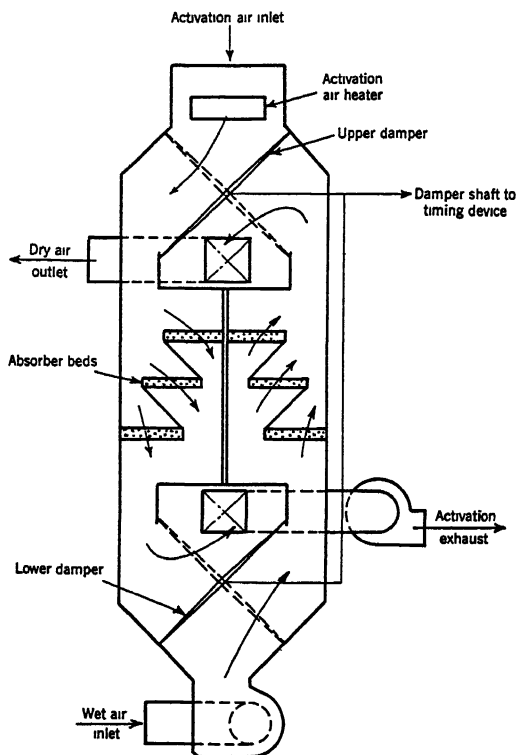 Activation air inlet
Activation
air heater
Upper damper
Damper shaft to
timing device
Dry air
outlet
Absorber beds
Activation
exhaust
Lower damper
Wet air
inlet